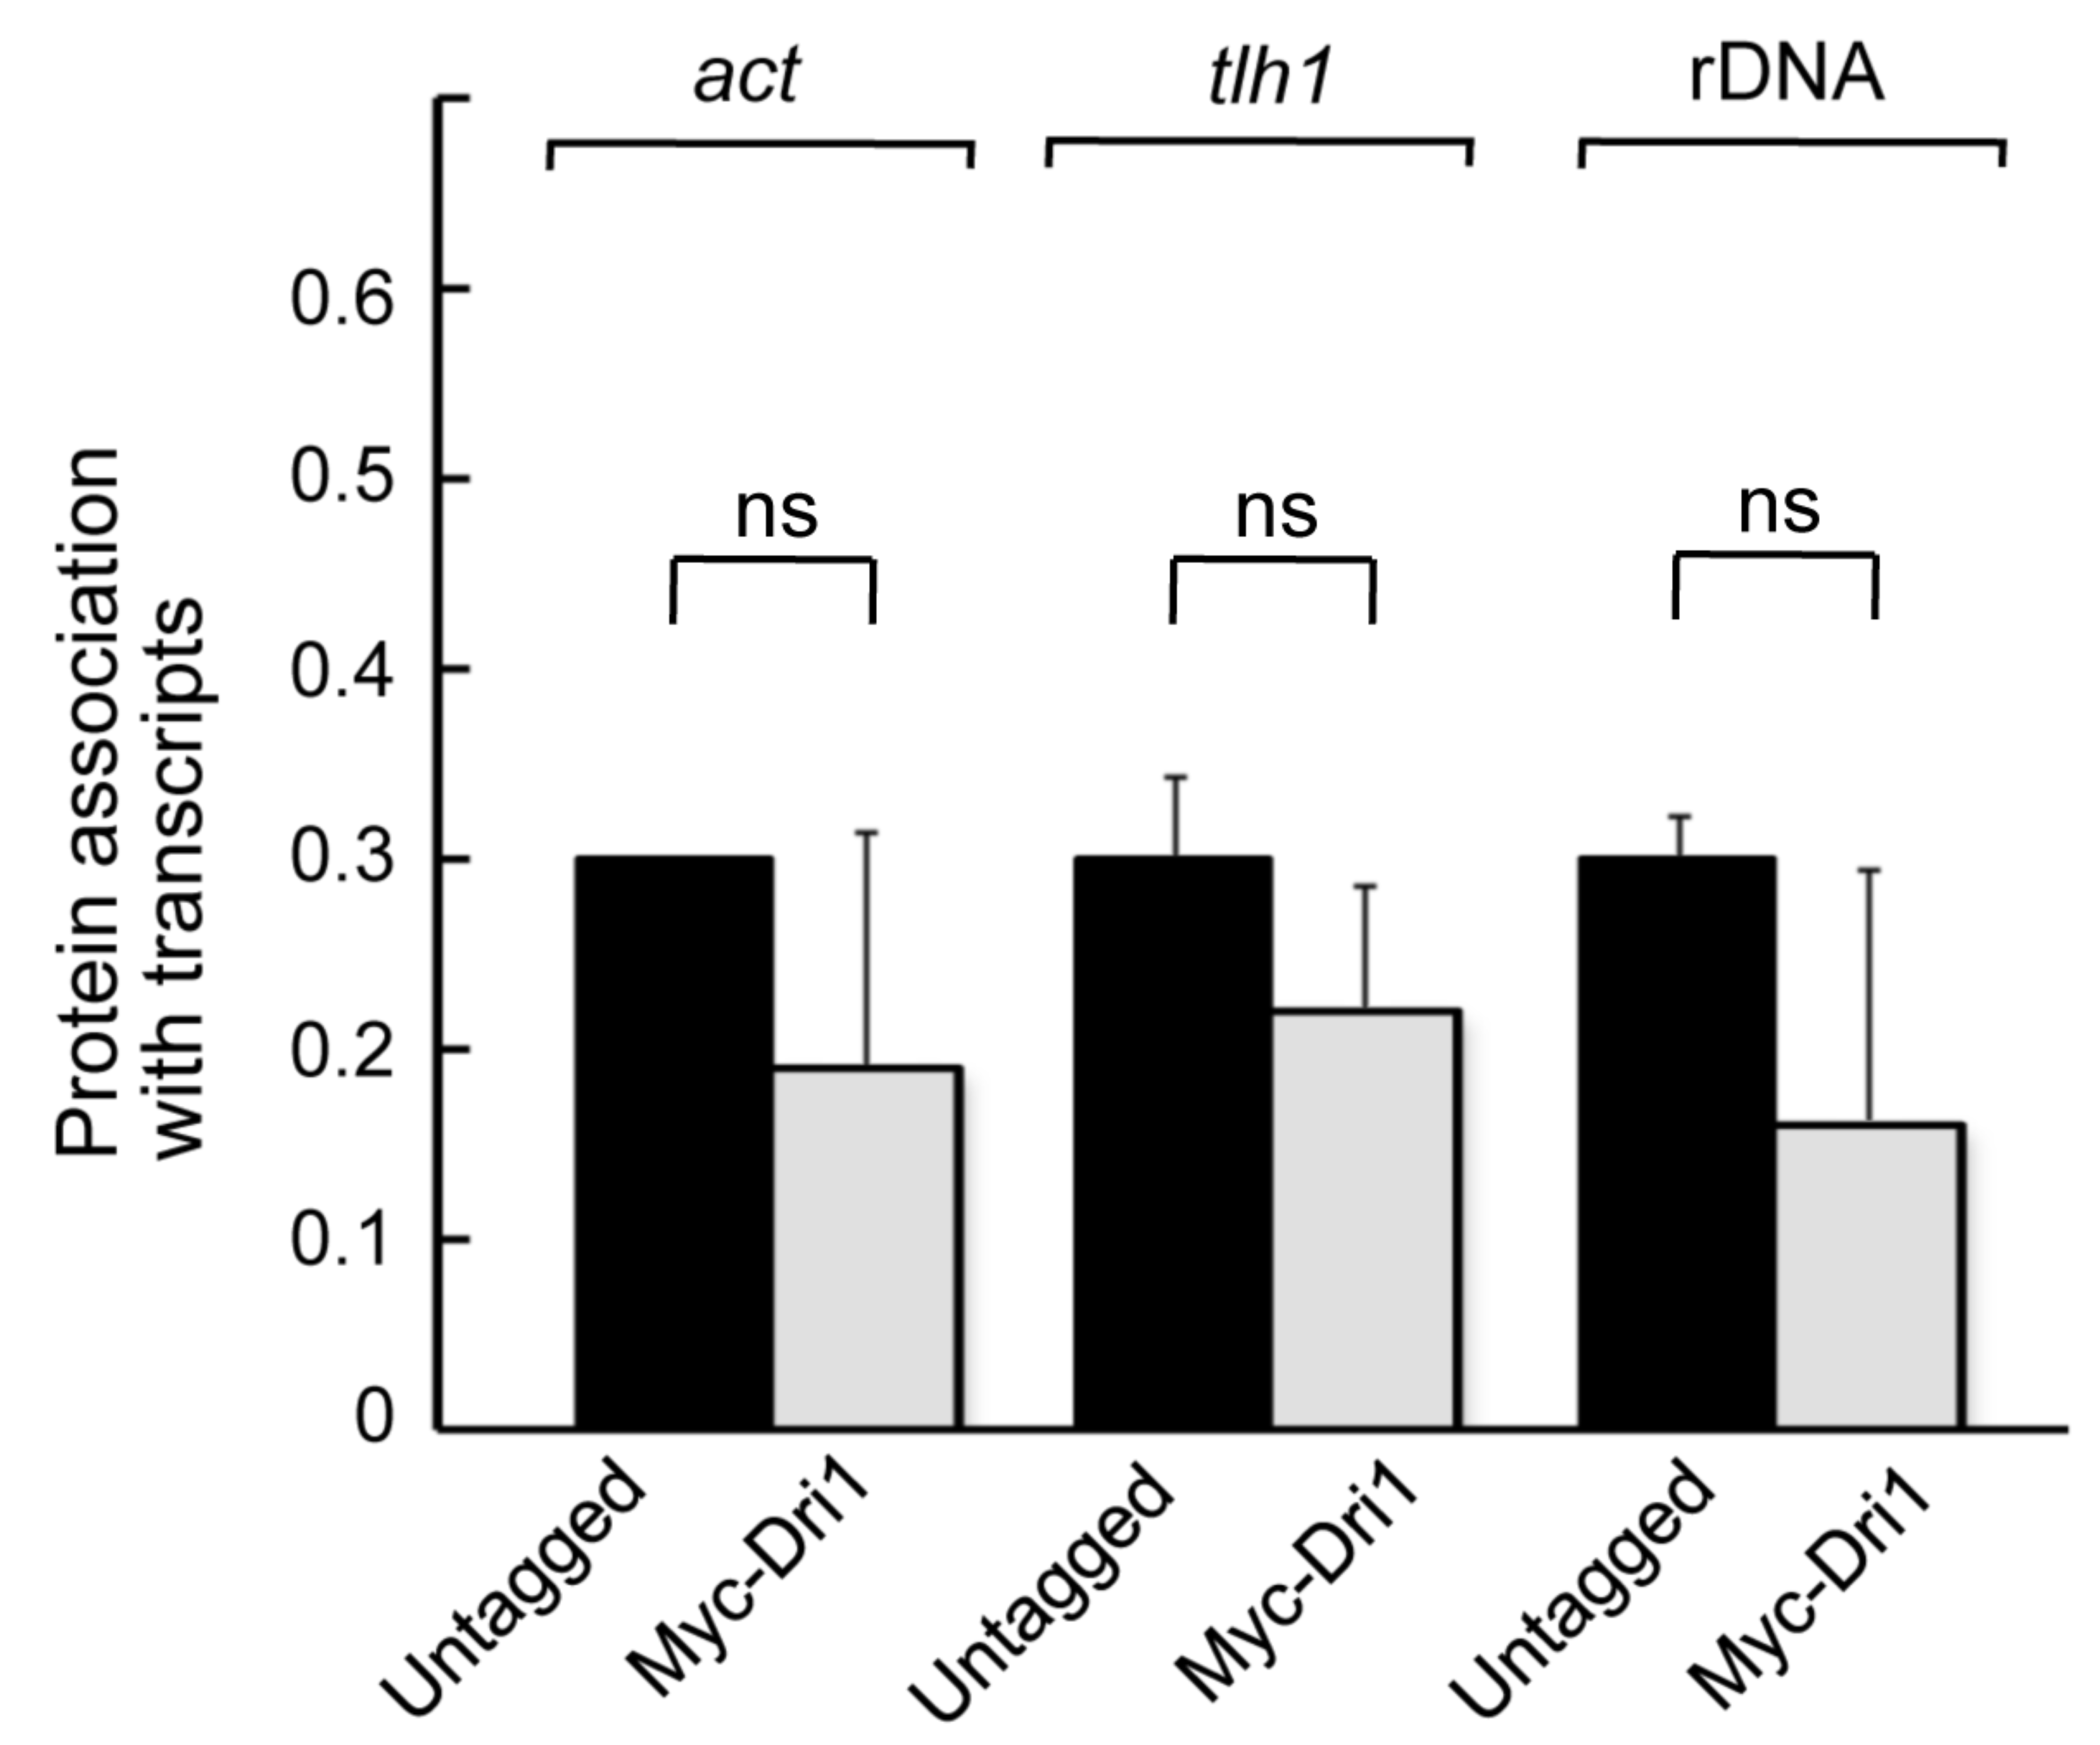 act
tlh1
rDNA
0.6
0.5
0.4
0.3
0.2
0.1
0
Protein association
with transcripts
ns
ns
ns
Untagged
Myc-Dri1
Untagged
Myc-Dri1
Untagged
Myc-Dri1